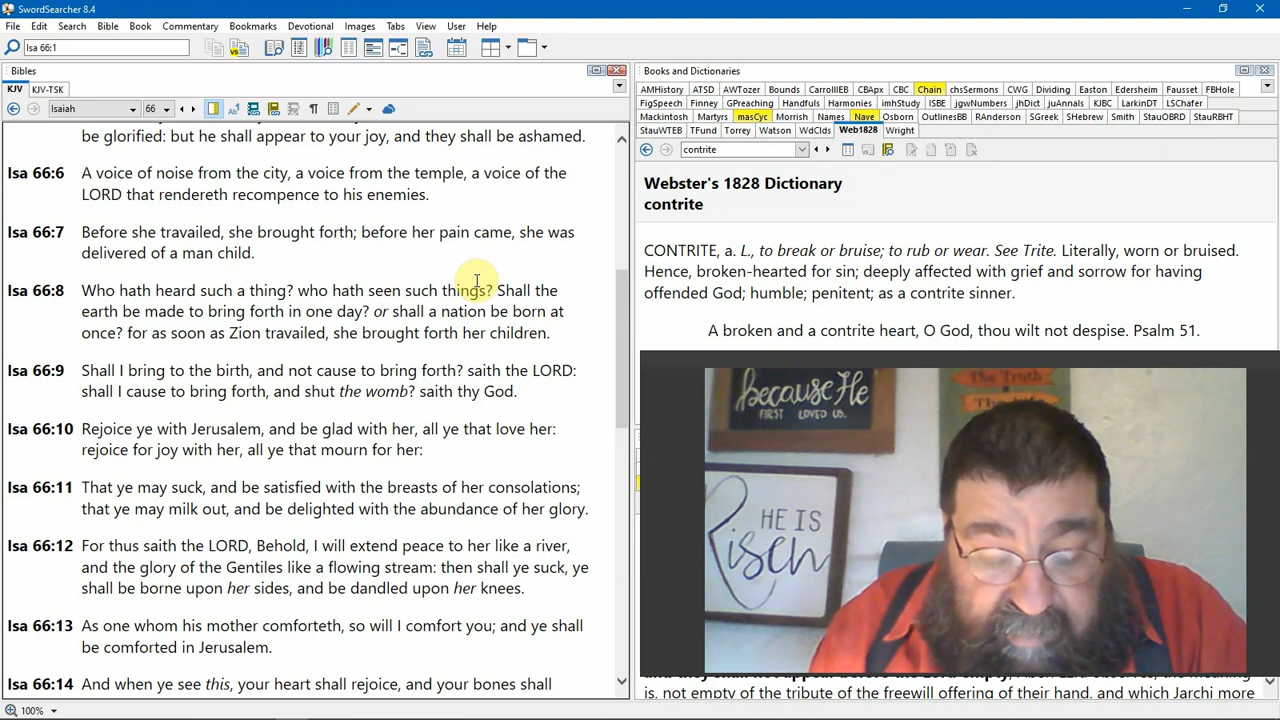 SwordSearcher 8.4
File Edit Search Bible Book Commentary Bookmarks Devotional Images Tabs View User Help
Isa 66:1
Bibles
KJV KJV-TSK
Isaiah 66
be glorified: but he shall appear to your joy, and they shall be ashamed.
Isa 66:6 A voice of noise from the city, a voice from the temple, a voice of the
LORD that rendereth recompence to his enemies.
Isa 66:7 Before she travailed, she brought forth; before her pain came, she was
delivered of a man child.
Isa 66:8 Who hath heard such a thing? who hath seen such things? Shall the
earth be made to bring forth in one day? or shall a nation be born at
once? for as soon as Zion travailed, she brought forth her children.
Isa 66:9 Shall I bring to the birth, and not cause to bring forth? saith the LORD:
shall I cause to bring forth, and shut the womb? saith thy God.
Isa 66:10 Rejoice ye with Jerusalem, and be glad with her, all ye that love her:
rejoice for joy with her, all ye that mourn for her:
Isa 66:11 That ye may suck, and be satisfied with the breasts of her consolations;
that ye may milk out, and be delighted with the abundance of her glory.
Isa 66:12 For thus saith the LORD, Behold, I will extend peace to her like a river,
and the glory of the Gentiles like a flowing stream: then shall ye suck, ye
shall be borne upon her sides, and be dandled upon her knees.
Isa 66:13 As one whom his mother comforteth, so will I comfort you; and ye shall
be comforted in Jerusalem.
Isa 66:14 And when ye see this, your heart shall rejoice, and your bones shall
100%
Books and Dictionaries
AMHistory ATSD AWTozer Bounds CarrollEB CBApx CBC Chain chsSermons CWG Dividing Easton Edersheim Fausset FBHole
FigSpeech Finney GPreaching Handfuls Harmonies imhStudy ISBE jgwNumbers jhDict juAnnals KJBC LarkinDT LSChafer
Mackintosh Martyrs masCyc Morrish Names Nave Osborn OutlinesBB RAnderson SGreek SHebrew Smith StauOBRD StauRBHT
StauWTEB TFund Torrey Watson WdClds Web1828 Wright
contrite
Webster's 1828 Dictionary
contrite
CONTRITE, a. L., to break or bruise; to rub or wear. See Trite. Literally, worn or bruised.
Hence, broken-hearted for sin; deeply affected with grief and sorrow for having
offended God; humble; penitent; as a contrite sinner.
A broken and a contrite heart, O God, thou wilt not despise. Psalm 51.
because He
FIRST LOVED US.
The Truth
HE IS
Risen
is, not empty of the tribute of the freewill offering of their hand, and which Jarchi more